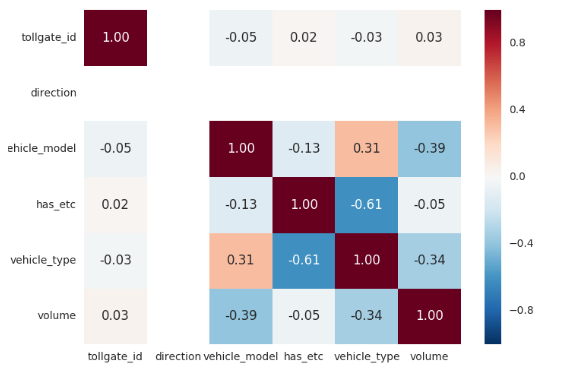 tollgate_id 1.00 -0.05 0.02 -0.03 0.03
direction
ehicle_model -0.05 1.00 -0.13 0.31 -0.39
has_etc 0.02 -0.13 1.00 -0.61 -0.05
vehicle_type -0.03 0.31 -0.61 1.00 -0.34
volume 0.03 -0.39 -0.05 -0.34 1.00
tollgate_id direction vehicle_model has_etc vehicle_type volume
0.8
0.4
0.0
−0.4
−0.8